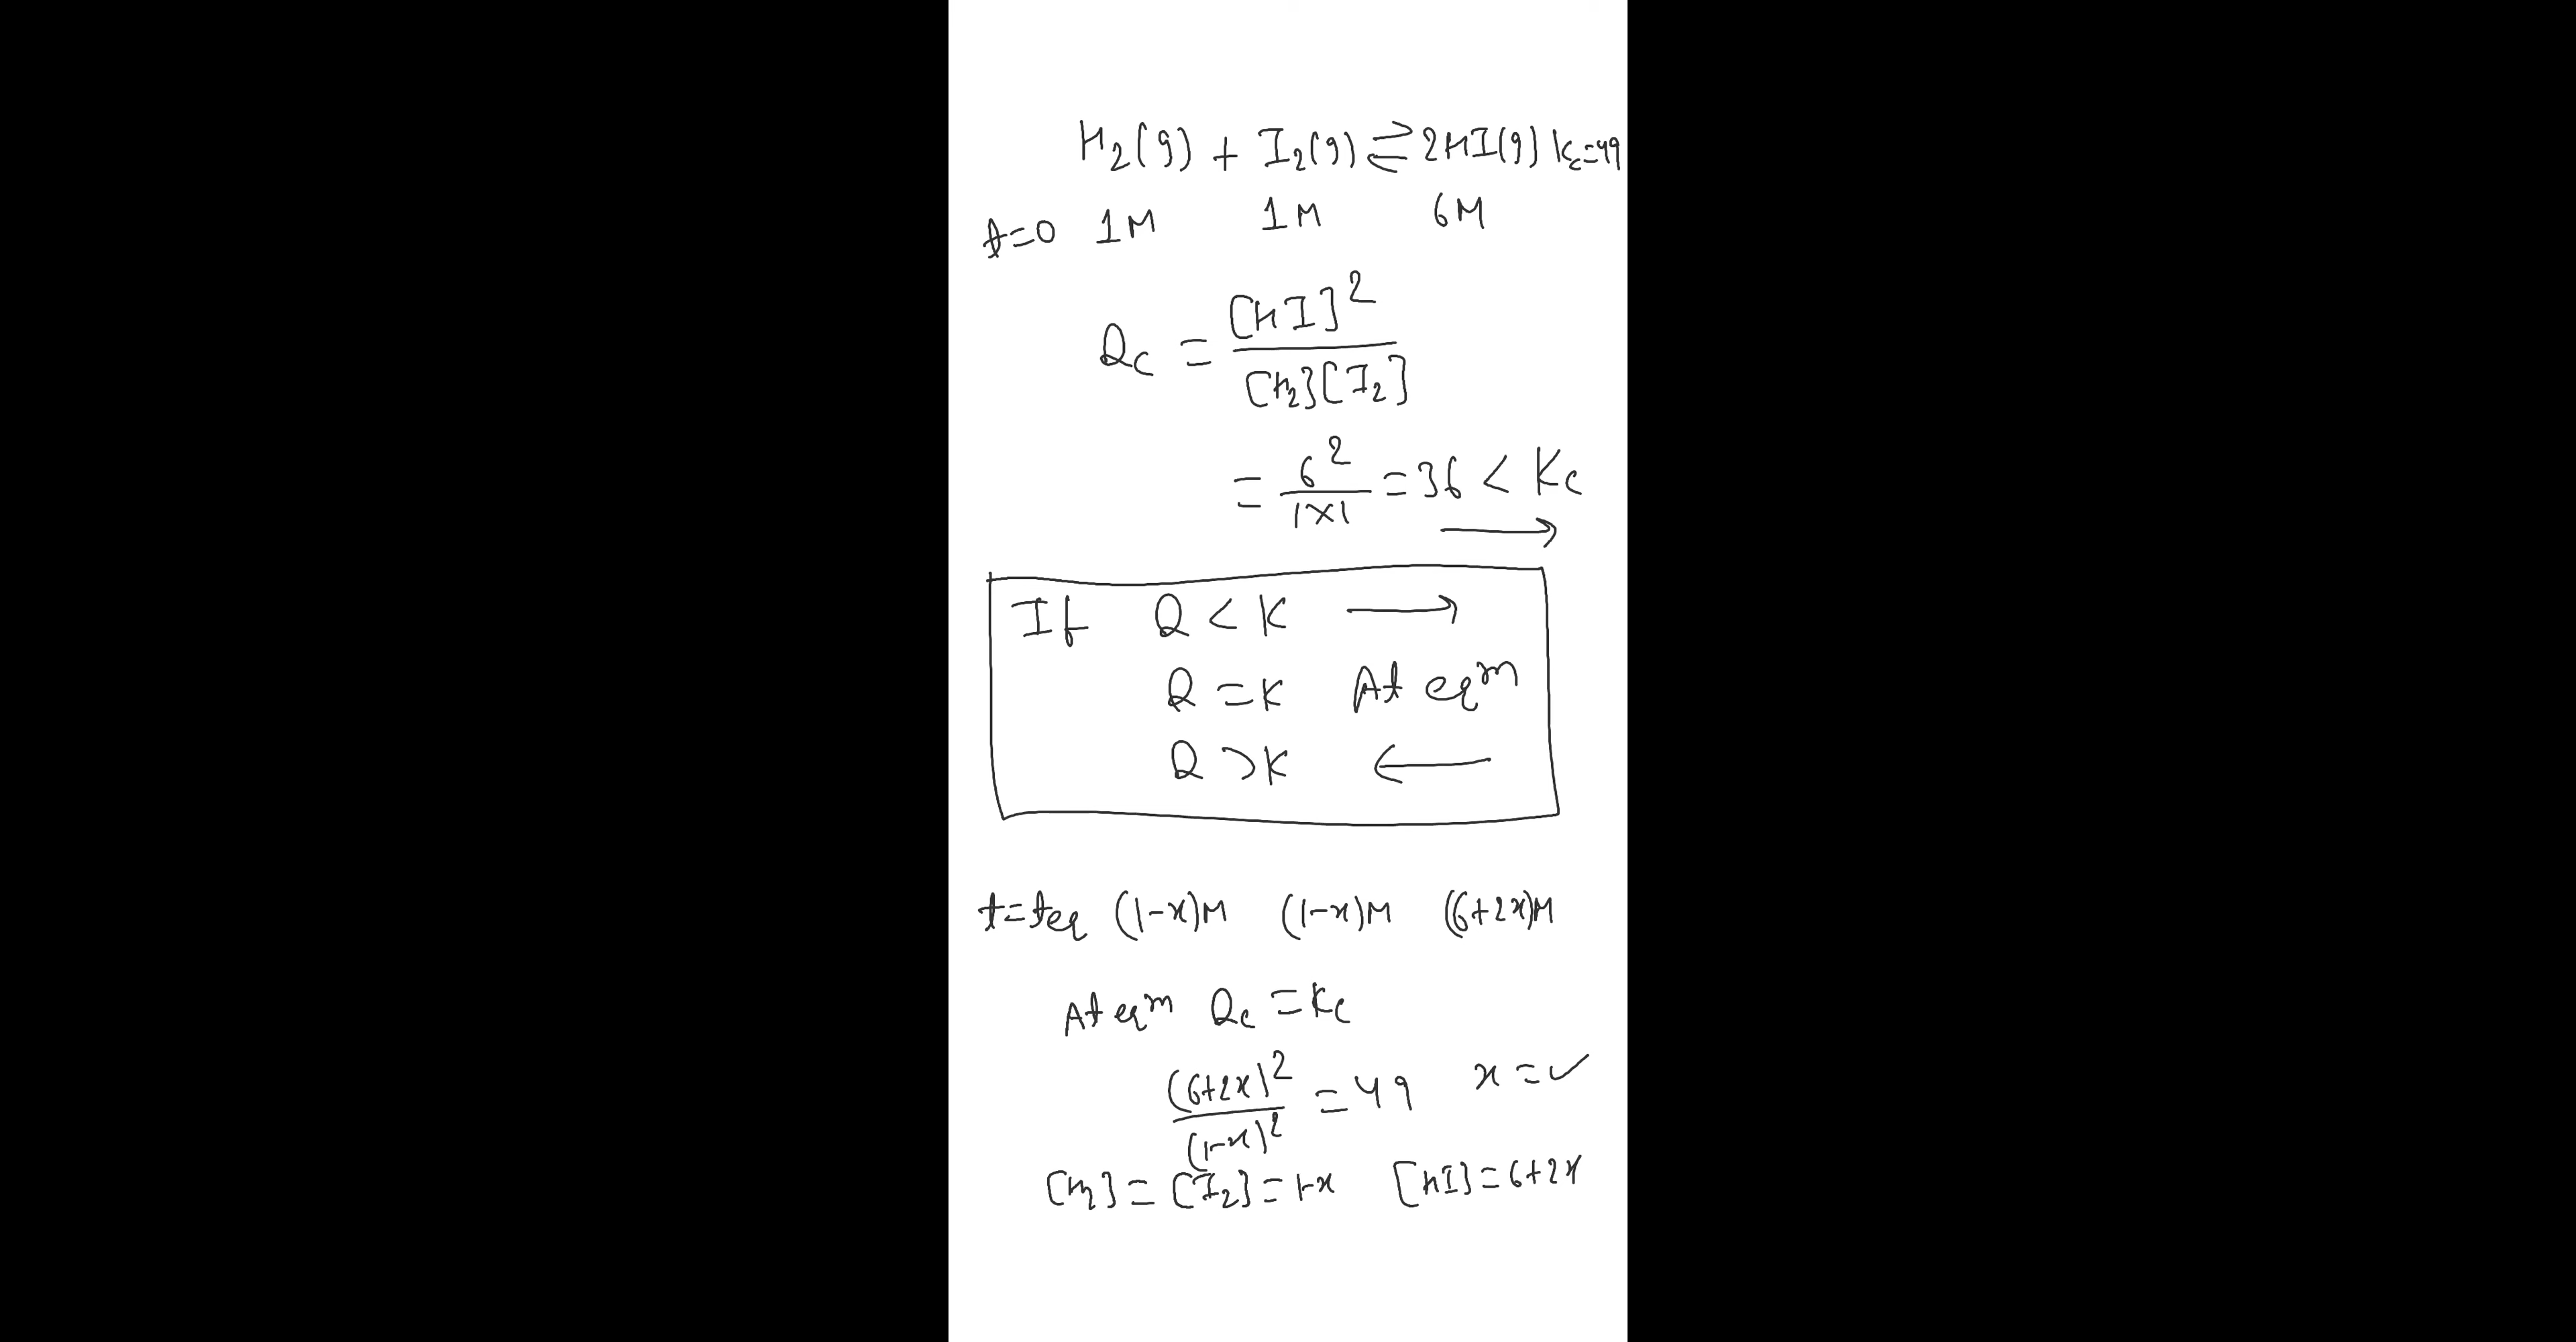 H₂(g) + I₂(g) ⇌ 2HI(g) Kc=49
t=0 1M 1M 6M
Qc = [HI]² / [H₂][I₂]
= 6² / 1×1 = 36 < Kc
→
If Q < K →
Q = K At eqᵐ
Q > K ←
t=teq (1-x)M (1-x)M (6+2x)M
At eqᵐ Qc = Kc
(6+2x)² / (1-x)² = 49 x = ✓
[H₂] = [I₂] = 1-x [HI] = 6+2x